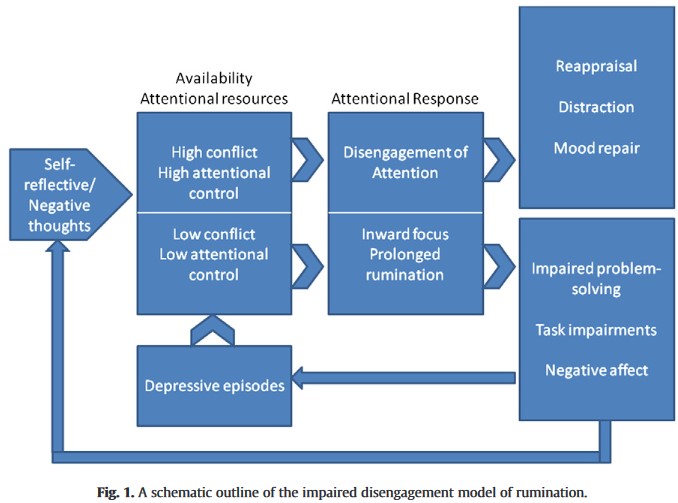 Availability
Attentional resources
Attentional Response
Self-
reflective/
Negative
thoughts
High conflict
High attentional
control
Low conflict
Low attentional
control
Disengagement of
Attention
Inward focus
Prolonged
rumination
Reappraisal
Distraction
Mood repair
Impaired problem-
solving
Task impairments
Negative affect
Depressive episodes
Fig. 1. A schematic outline of the impaired disengagement model of rumination.